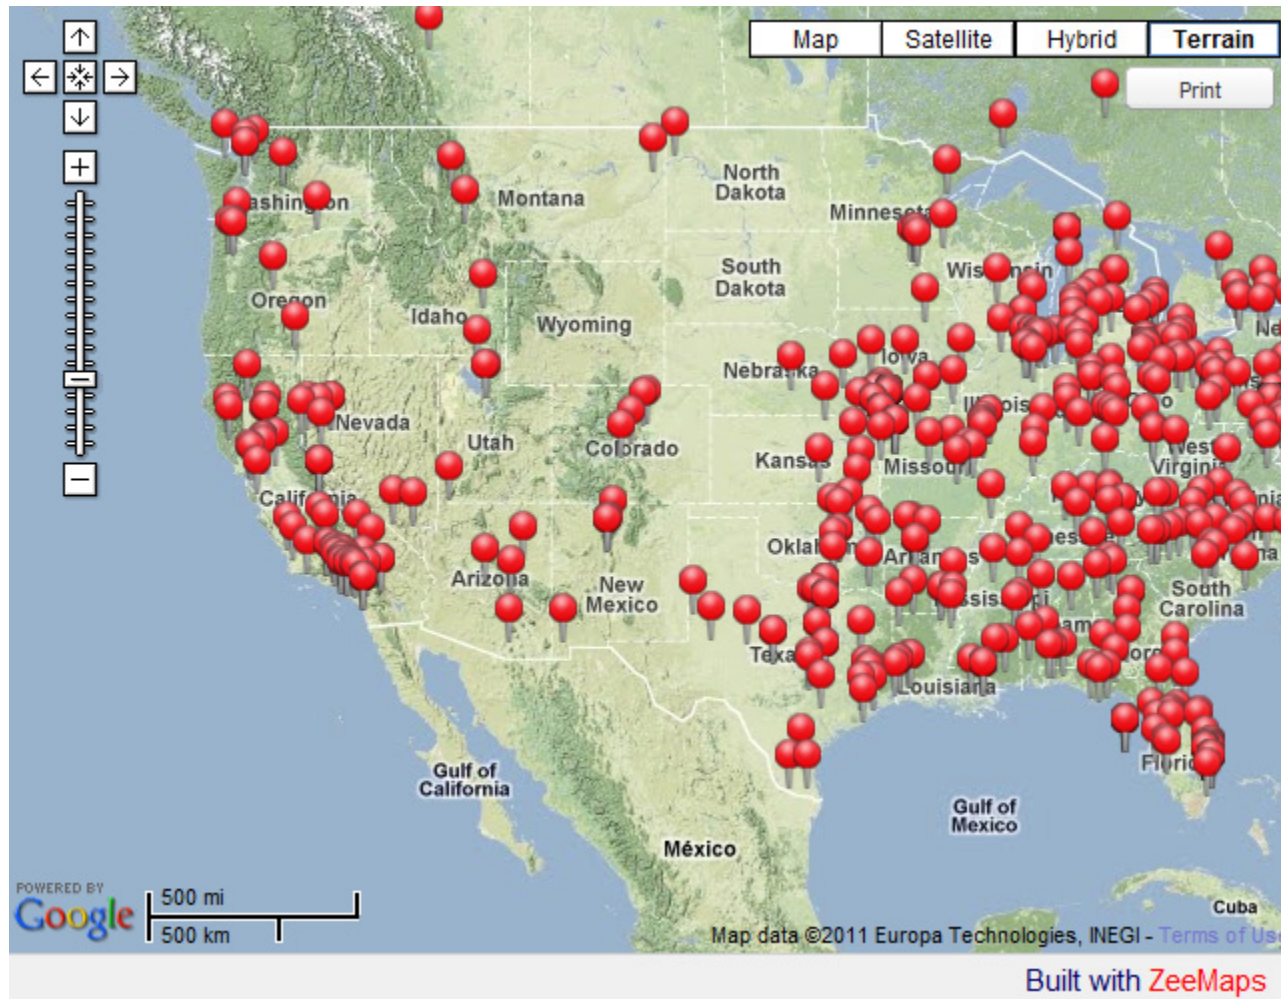 Map Satellite Hybrid Terrain
Print
North
Dakota
Montana
Wisconsin
South
Dakota
Oregon
Idaho
Wyoming
Nebraska
Iowa
Nevada
Utah
Colorado
Kansas
Missouri
West
Virginia
California
Oklahoma
Arkansas
Arizona
New
Mexico
South
Carolina
Louisiana
Gulf of
California
Gulf of
Mexico
México
Cuba
POWERED BY
Google
500 mi
500 km
Map data ©2011 Europa Technologies, INEGI - Terms of Use
Built with ZeeMaps